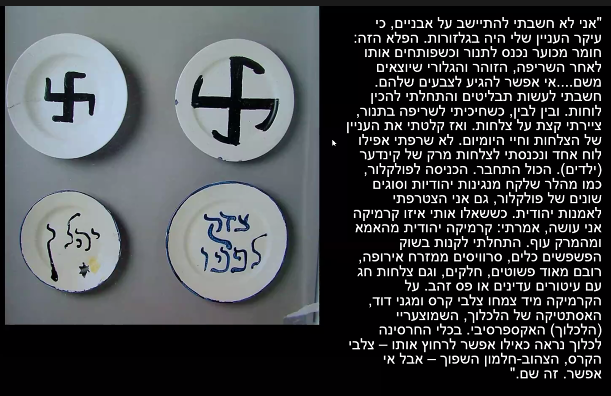 "אני לא חשבתי להתיישב על אבניים, כי
עיקר העניין שלי היה בגלזורות. הפלא הזה:
חומר מכוער נכנס לתנור וכשפותחים אותו
לאחר השריפה, הזוהר והגלורי שיוצאים
משם....אי אפשר להגיע לצבעים שלהם.
חשבתי לעשות תבליטים והתחלתי להכין
לוחות. ובין לבין, כשחיכיתי לשריפה בתנור,
ציירתי קצת על צלחות. ואז קלטתי את העניין
של הצלחות וחיי היומיום. לא שרפתי אפילו
לוח אחד ונכנסתי לצלחות מרק של קינדער
(ילדים). הכול התחבר. הכניסה לפולקלור,
כמו מהלר שלקח מנגינות יהודיות וסוגים
שונים של פולקלור, גם אני הצטרפתי
לאמנות יהודית. כששאלו אותי איזו קרמיקה
אני עושה, אמרתי: קרמיקה יהודית מהאמא
ומהמרק עוף. התחלתי לקנות בשוק
הפשפשים כלים, סרוויסים ממזרח אירופה,
רובם מאוד פשוטים, חלקים, וגם צלחות חג
עם עיטורים עדינים או פס זהב. על
הקרמיקה מיד צמחו צלבי קרס ומגני דוד,
האסתטיקה של הלכלוך, השמוצעריי
(הלכלוך) האקספרסיבי. בכלי החרסינה
לכלוך נראה כאילו אפשר לרחוץ אותו – צלבי
הקרס, הצהוב-חלמון השפוך – אבל אי
אפשר. זה שם."
צדק
לפניו
יהלך